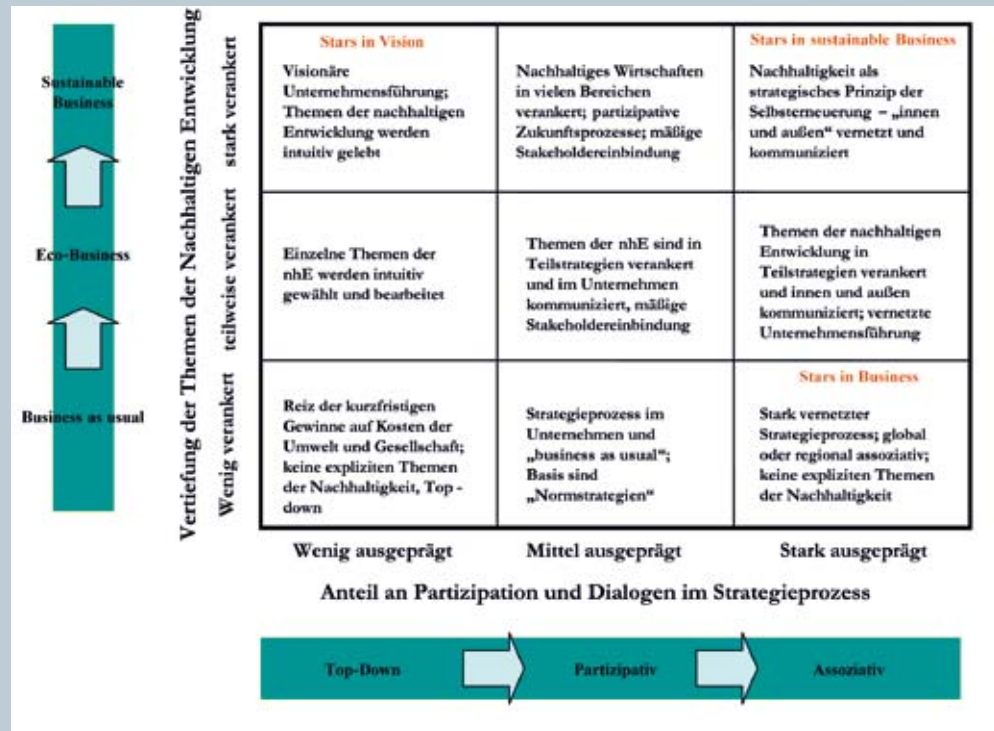 Sustainable
Business
Eco-Business
Business as usual
Vertiefung der Themen der Nachhaltigen Entwicklung
stark verankert
teilweise verankert
Wenig verankert
Stars in Vision
Visionäre
Unternehmensführung;
Themen der nachhaltigen
Entwicklung werden
intuitiv gelebt
Nachhaltiges Wirtschaften
in vielen Bereichen
verankert; partizipative
Zukunftsprozesse; mäßige
Stakeholdereinbindung
Stars in sustainable Business
Nachhaltigkeit als
strategisches Prinzip der
Selbsterneuerung – „innen
und außen“ vernetzt und
kommuniziert
Einzelne Themen der
nhE werden intuitiv
gewählt und bearbeitet
Themen der nhE sind in
Teilstrategien verankert
und im Unternehmen
kommuniziert, mäßige
Stakeholdereinbindung
Themen der nachhaltigen
Entwicklung in
Teilstrategien verankert
und innen und außen
kommuniziert; vernetzte
Unternehmensführung
Reiz der kurzfristigen
Gewinne auf Kosten der
Umwelt und Gesellschaft;
keine expliziten Themen
der Nachhaltigkeit, Top -
down
Strategieprozess im
Unternehmen und
„business as usual“;
Basis sind
„Normstrategien“
Stars in Business
Stark vernetzter
Strategieprozess; global
oder regional assoziativ;
keine expliziten Themen
der Nachhaltigkeit
Wenig ausgeprägt
Mittel ausgeprägt
Stark ausgeprägt
Anteil an Partizipation und Dialogen im Strategieprozess
Top-Down
Partizipativ
Assoziativ